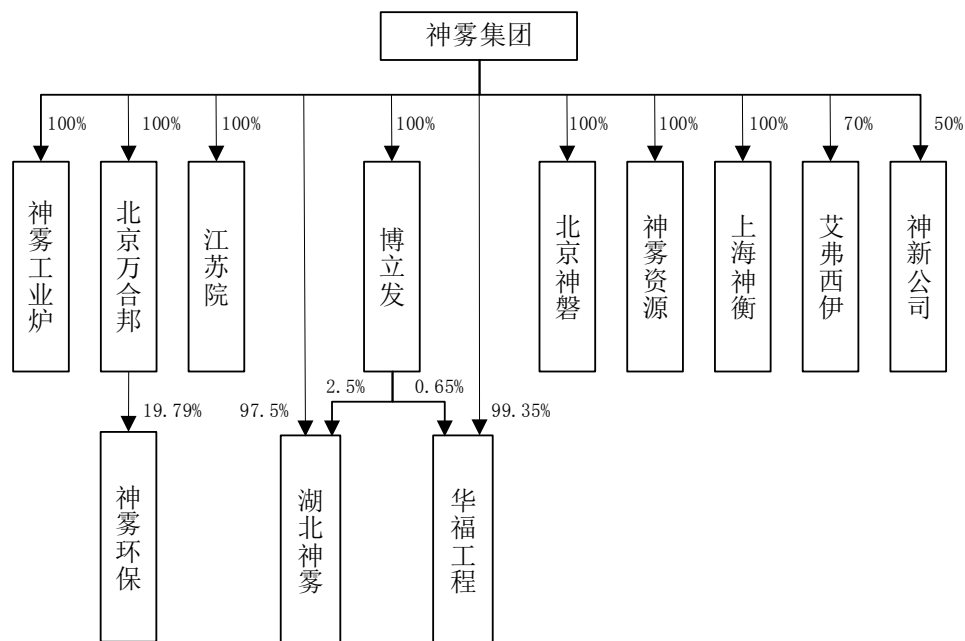 神雾集团
100%
100%
100%
100%
100%
100%
100%
70%
50%
神雾工业炉
北京万合邦
江苏院
博立发
北京神磐
神雾资源
上海神衡
艾弗西伊
神新公司
2.5%
0.65%
19.79%
97.5%
99.35%
神雾环保
湖北神雾
华福工程